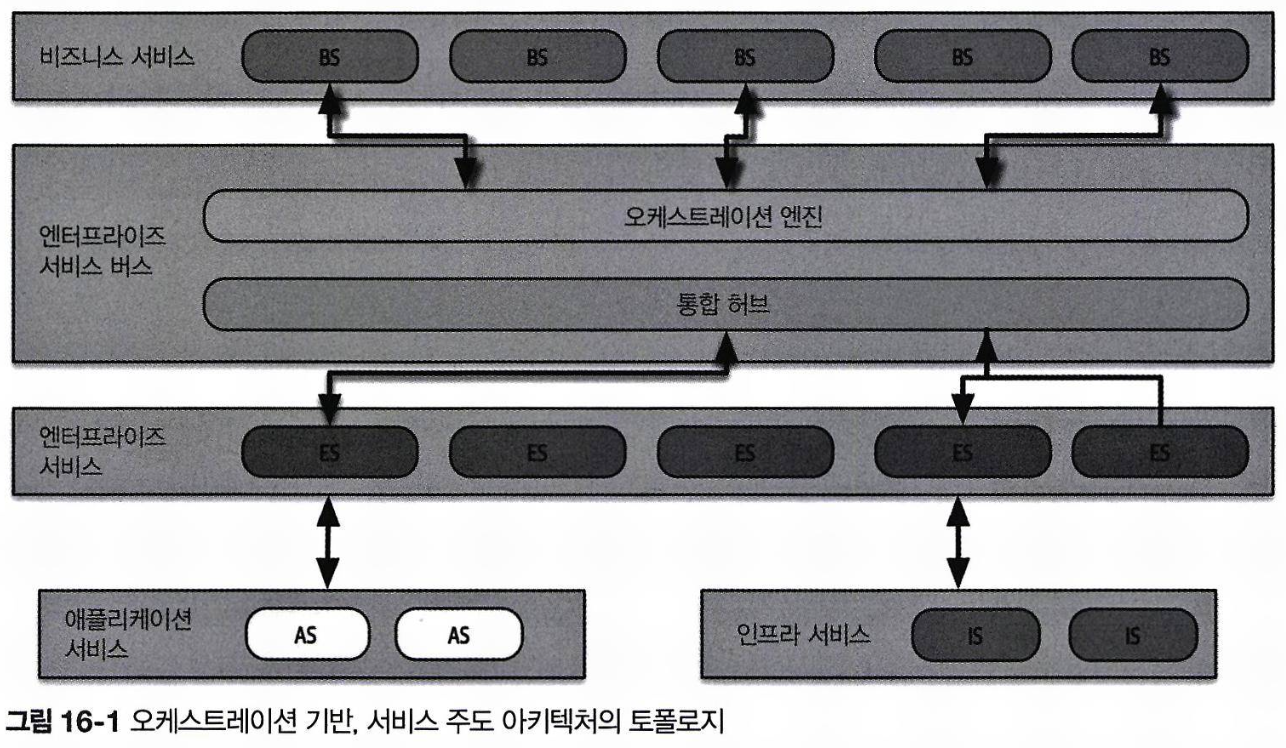 비즈니스 서비스 BS BS BS BS BS
오케스트레이션 엔진
엔터프라이즈
서비스 버스
통합 허브
엔터프라이즈
서비스
ES ES ES ES ES
애플리케이션
서비스
AS AS
인프라 서비스 IS IS
그림 16-1 오케스트레이션 기반, 서비스 주도 아키텍처의 토폴로지